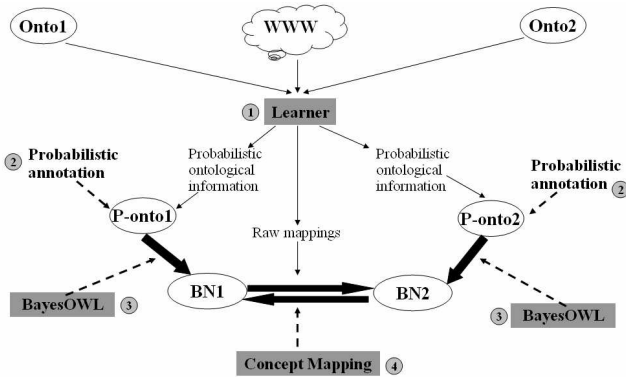 Onto1
WWW
Onto2
1 Learner
2 Probabilistic
annotation
Probabilistic
ontological
information
Probabilistic
ontological
information
Probabilistic
annotation 2
P-onto1
P-onto2
Raw mappings
BN1
BN2
BayesOWL 3
3 BayesOWL
Concept Mapping 4